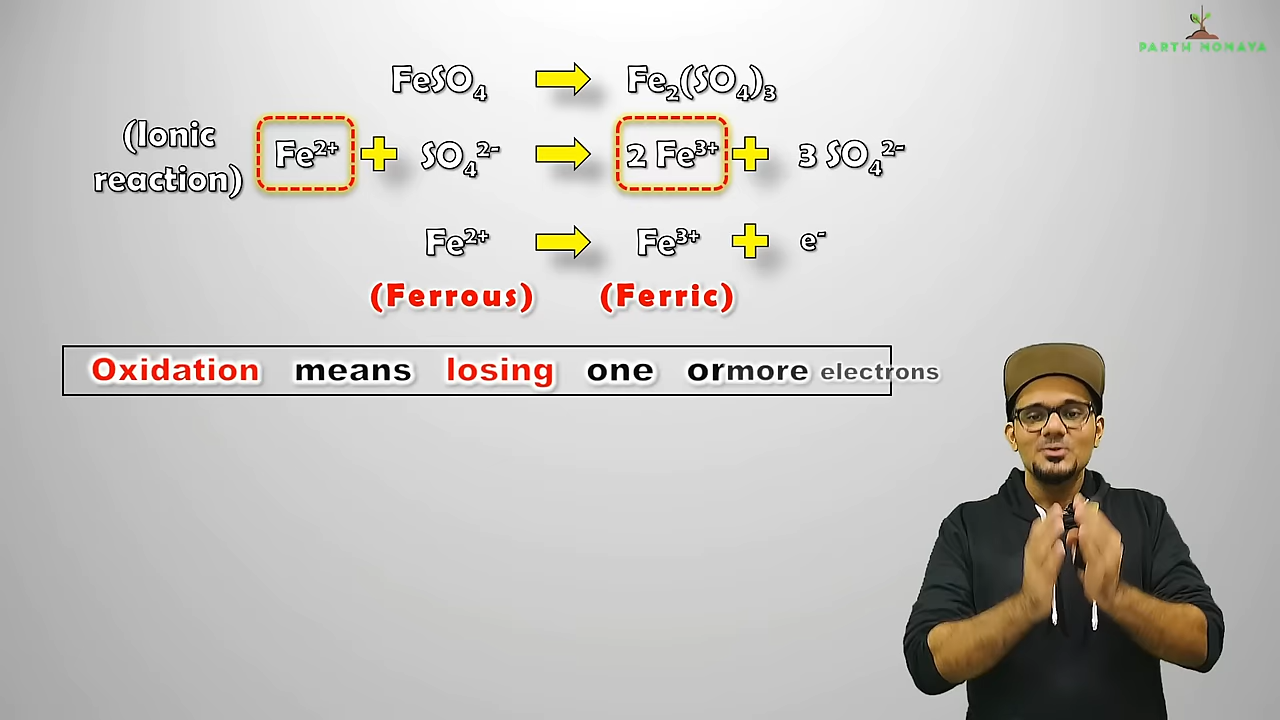 PARTH MOMAYA
FeSO₄ → Fe₂(SO₄)₃
(Ionic reaction) Fe²⁺ + SO₄²⁻ → 2 Fe³⁺ + 3 SO₄²⁻
Fe²⁺ → Fe³⁺ + e⁻
(Ferrous) (Ferric)
Oxidation means losing one ormore electrons